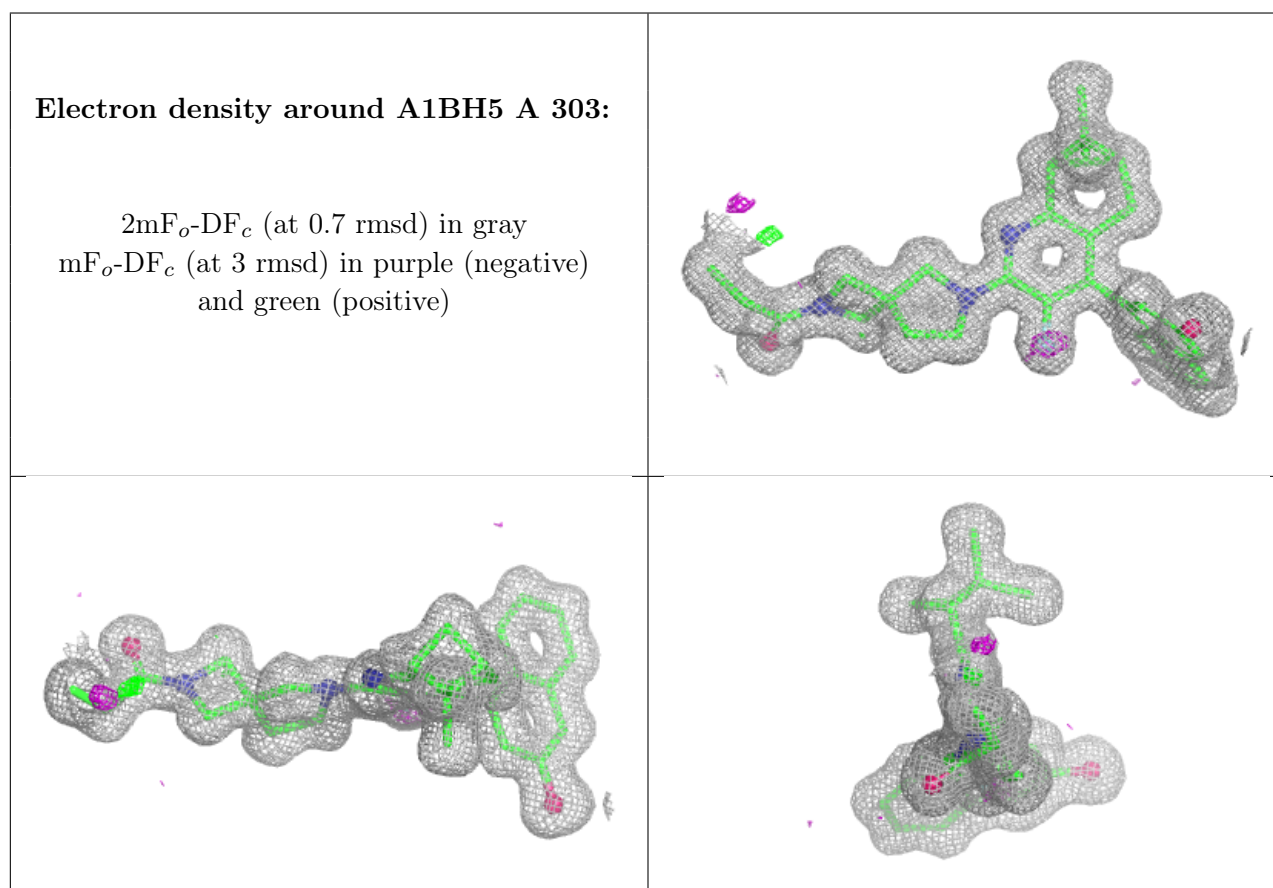 Electron density around A1BH5 A 303:
2mFo-DFc (at 0.7 rmsd) in gray
mFo-DFc (at 3 rmsd) in purple (negative)
and green (positive)